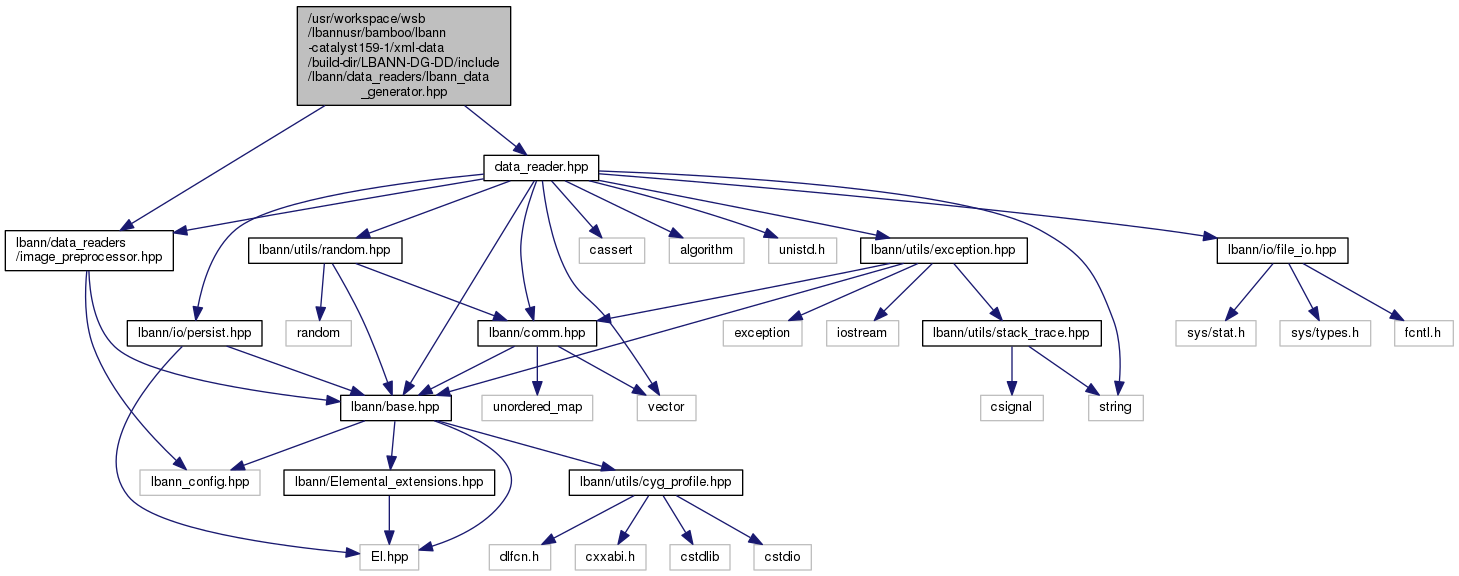 /usr/workspace/wsb
/lbannusr/bamboo/lbann
-catalyst159-1/xml-data
/build-dir/LBANN-DG-DD/include
/lbann/data_readers/lbann_data
_generator.hpp
data_reader.hpp
lbann/data_readers
/image_preprocessor.hpp
lbann/utils/random.hpp
cassert
algorithm
unistd.h
lbann/utils/exception.hpp
lbann/io/file_io.hpp
lbann/io/persist.hpp
random
lbann/comm.hpp
exception
iostream
lbann/utils/stack_trace.hpp
sys/stat.h
sys/types.h
fcntl.h
lbann/base.hpp
unordered_map
vector
csignal
string
lbann_config.hpp
lbann/Elemental_extensions.hpp
lbann/utils/cyg_profile.hpp
El.hpp
dlfcn.h
cxxabi.h
cstdlib
cstdio